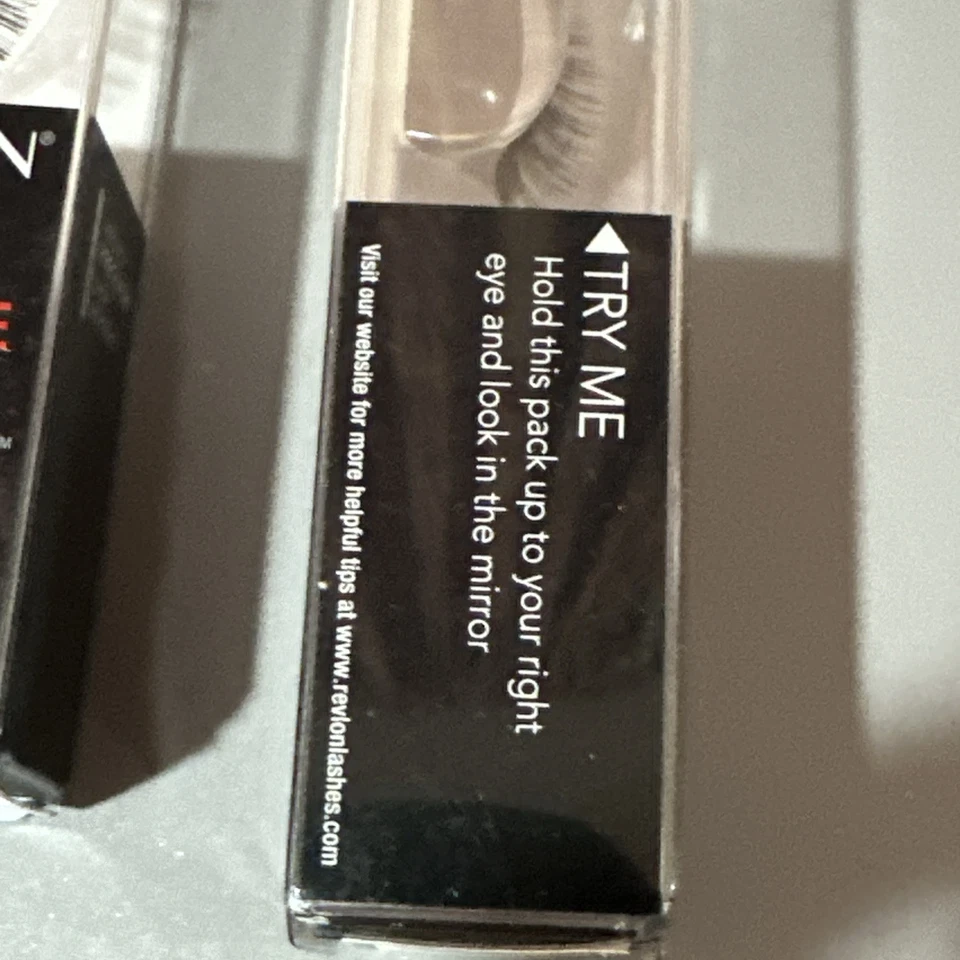 TRY ME
Hold this pack up to your right
eye and look in the mirror
Visit our website for more helpful tips at www.revlonlashes.com
N®